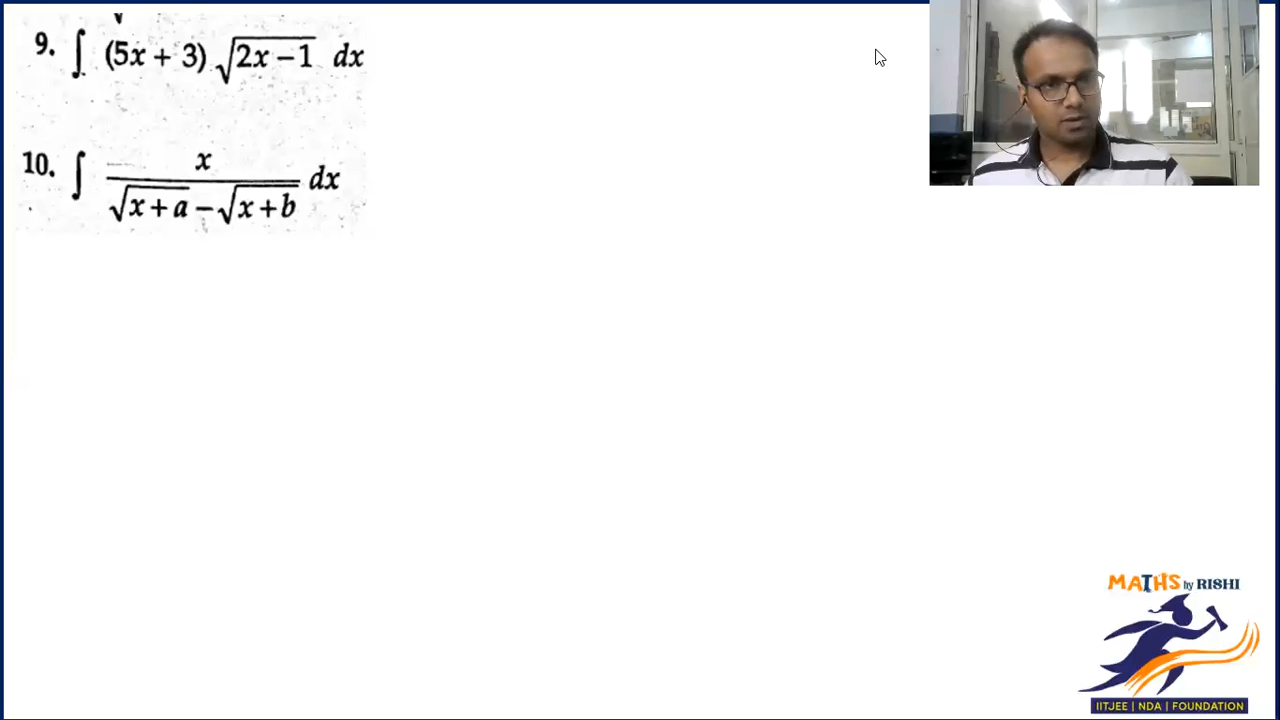 9. ∫ (5x + 3) √(2x – 1) dx
10. ∫ x / (√(x + a) – √(x + b)) dx
MATHS by RISHI
IITJEE | NDA | FOUNDATION